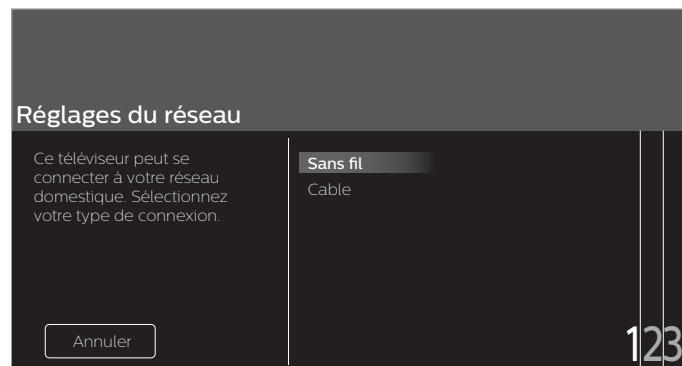 Réglages du réseau
Ce téléviseur peut se
connecter à votre réseau
domestique. Sélectionnez
votre type de connexion.
Sans fil
Cable
Annuler
123